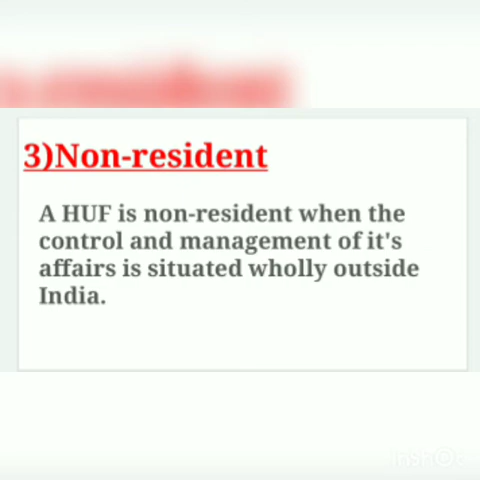 3)Non-resident
A HUF is non-resident when the
control and management of it's
affairs is situated wholly outside
India.